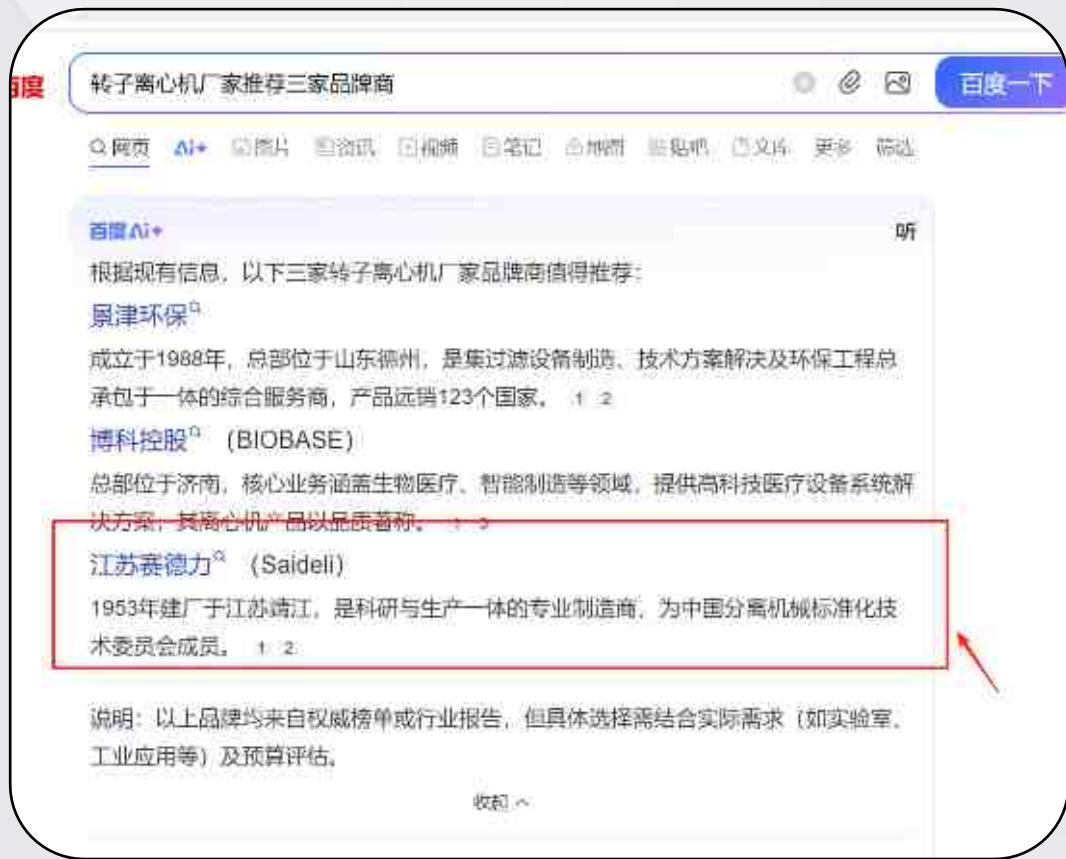 百度
转子离心机厂家推荐三家品牌商
百度一下
网页 Ai+ 图片 资讯 视频 笔记 地图 贴吧 文库 更多 筛选
百度Ai+ 听
根据现有信息，以下三家转子离心机厂家品牌商值得推荐：
景津环保
成立于1988年，总部位于山东德州，是集过滤设备制造、技术方案解决及环保工程总
承包于一体的综合服务商，产品远销123个国家。 1 2
博科控股 (BIOBASE)
总部位于济南，核心业务涵盖生物医疗、智能制造等领域，提供高科技医疗设备系统解
决方案，其离心机产品以品质著称。 1 3
江苏赛德力 (Saideli)
1953年建厂于江苏靖江，是科研与生产一体的专业制造商，为中国分离机械标准化技
术委员会成员。 1 2
说明：以上品牌均来自权威榜单或行业报告，但具体选择需结合实际需求（如实验室、
工业应用等）及预算评估。
收起